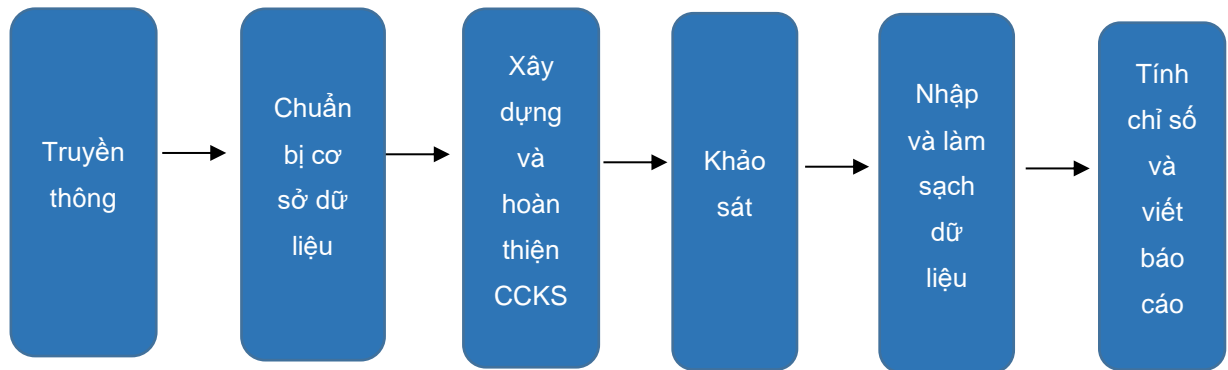 Truyền
thông
Chuẩn
bị cơ
sở dữ
liệu
Xây
dựng
và
hoàn
thiện
CCKS
Khảo
sát
Nhập
và làm
sạch
dữ
liệu
Tính
chỉ số
và
viết
báo
cáo